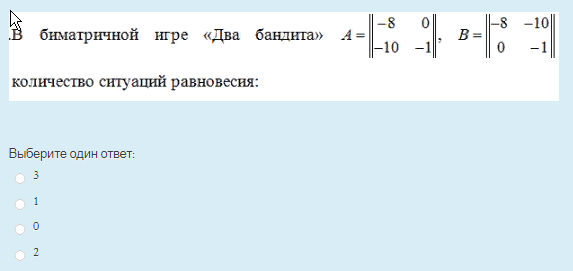 .В биматричной игре «Два бандита» A = ||−8 0 −10 −1||, B = ||−8 −10 0 −1||
количество ситуаций равновесия:
Выберите один ответ:
3
1
0
2